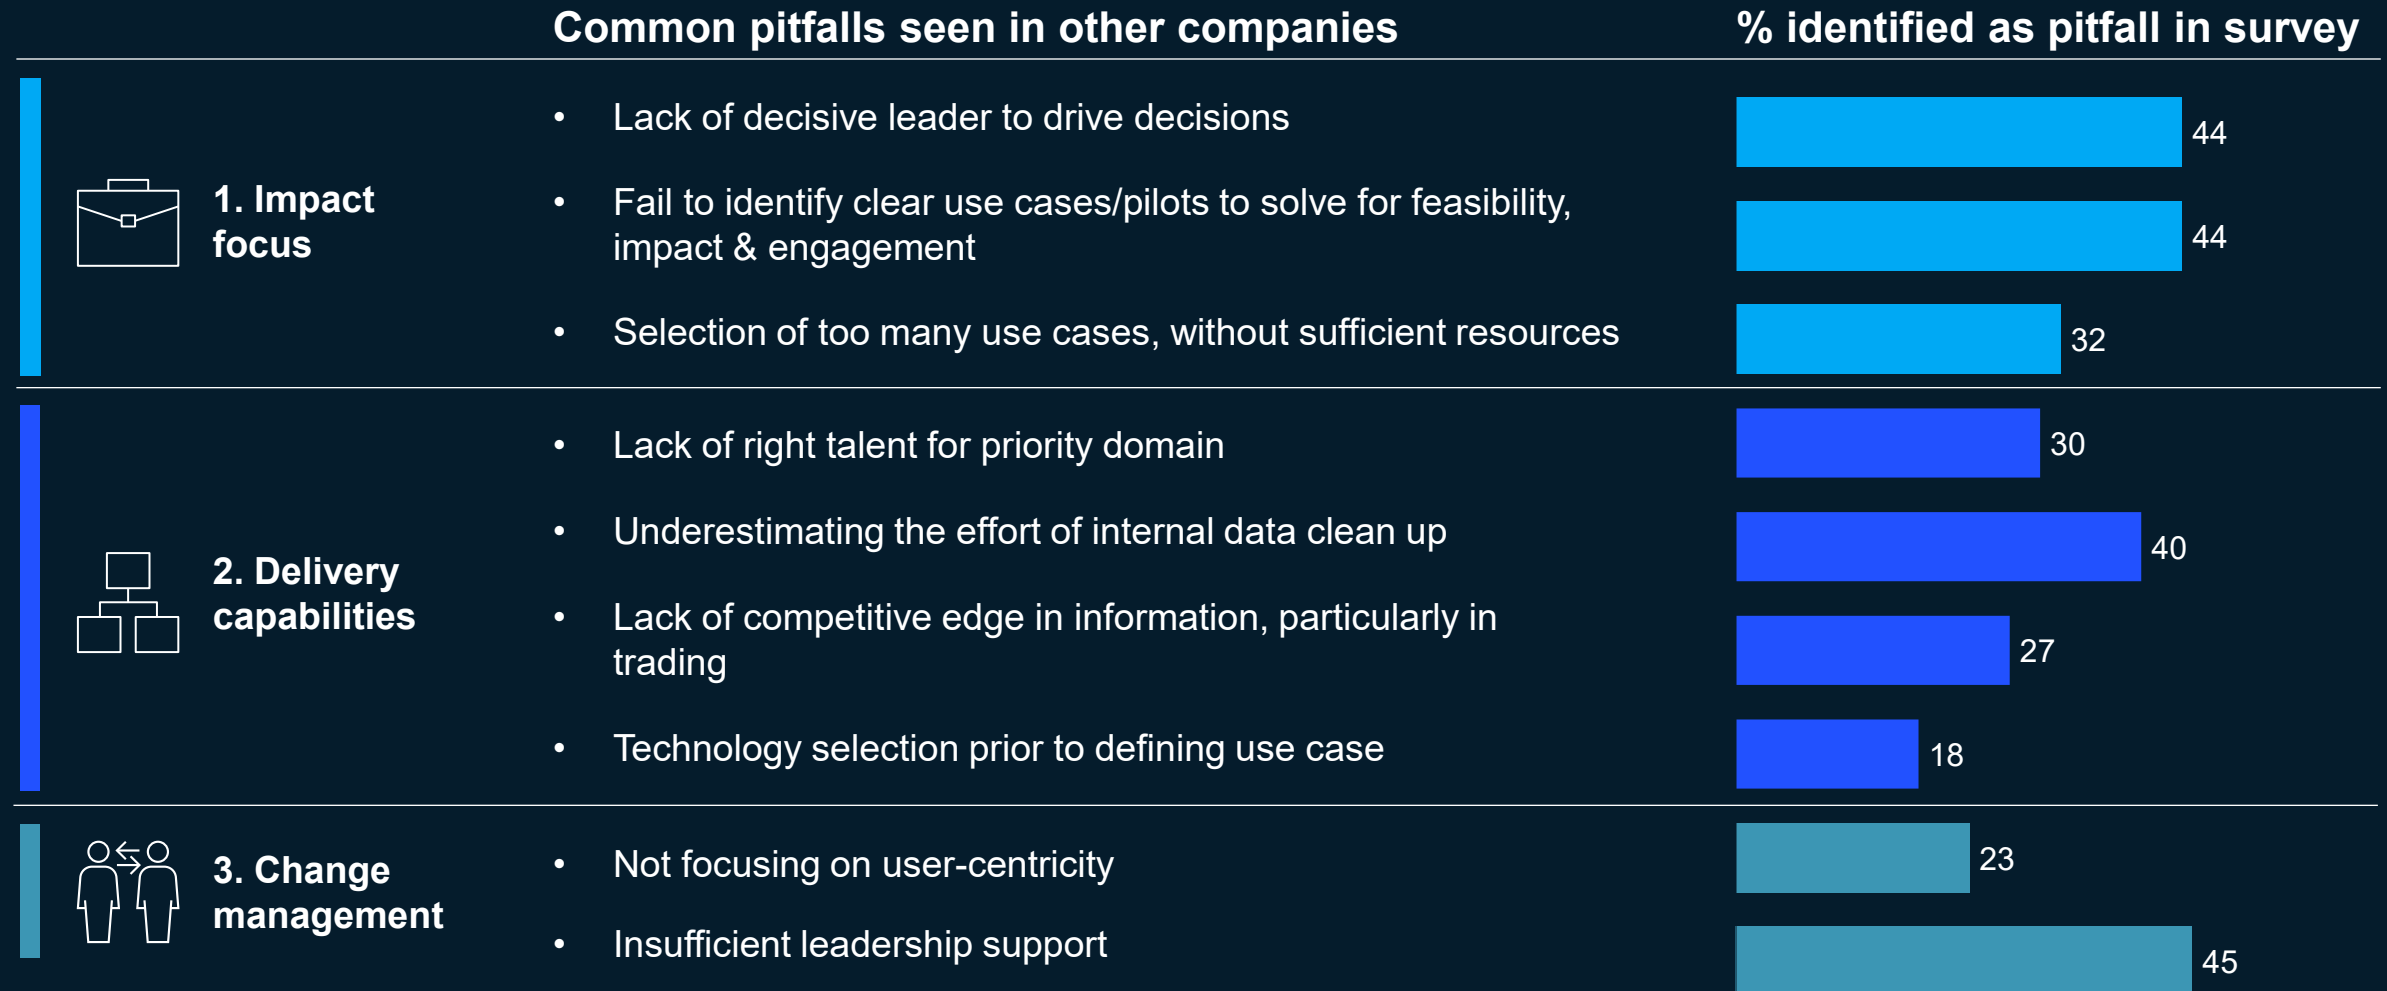 Common pitfalls seen in other companies
% identified as pitfall in survey
1. Impact
focus
• Lack of decisive leader to drive decisions
44
• Fail to identify clear use cases/pilots to solve for feasibility,
impact & engagement
44
• Selection of too many use cases, without sufficient resources
32
2. Delivery
capabilities
• Lack of right talent for priority domain
30
• Underestimating the effort of internal data clean up
40
• Lack of competitive edge in information, particularly in
trading
27
• Technology selection prior to defining use case
18
3. Change
management
• Not focusing on user-centricity
23
• Insufficient leadership support
45